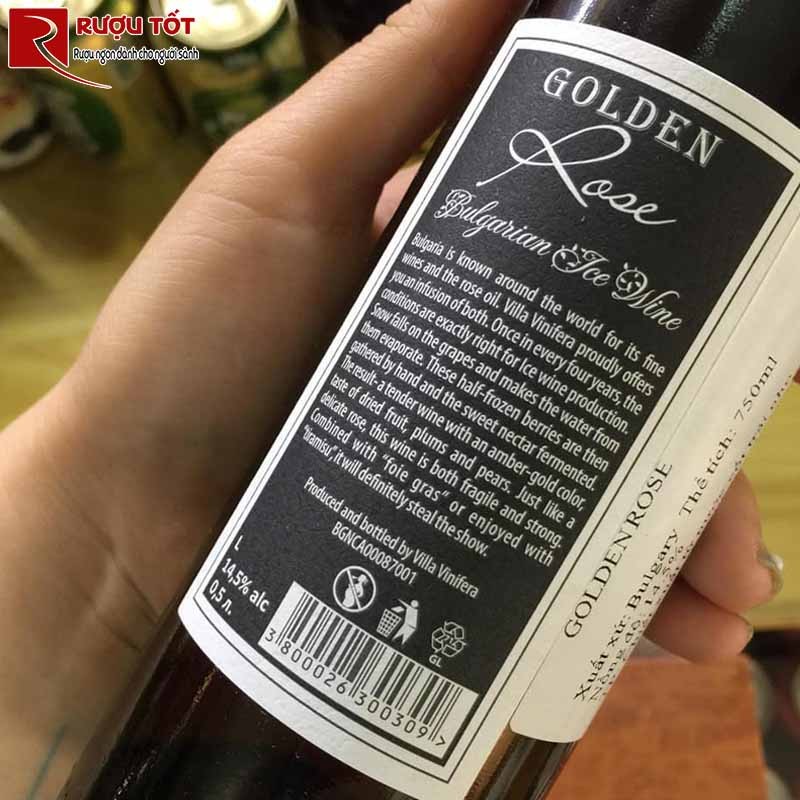 RƯỢU TỐT
Rượu ngon dành cho người sành
GOLDEN
Rose
Bulgarian Ice Wine
Bulgaria is known around the world for its fine
wines and the rose oil. Villa Vinifera proudly offers
you an infusion of both. Once in every four years, the
conditions are exactly right for Ice wine production.
Snow falls on the grapes and makes the water from
them evaporate. These half-frozen berries are then
gathered by hand and the sweet nectar fermented.
The result- a tender wine with an amber-gold color,
taste of dried fruit, plums and pears. Just like a
delicate rose, this wine is both fragile and strong.
Combined with "foie gras" or enjoyed with
"tiramisu", it will definitely steal the show.
Produced and bottled by Villa Vinifera
BGNCA00087001
L
14,5% alc
0,5 л.
GL
3 800026 300309 >
GOLDEN ROSE
Xuất xứ: Bulgary Thể tích: 750ml
Nồng độ: 14.5%